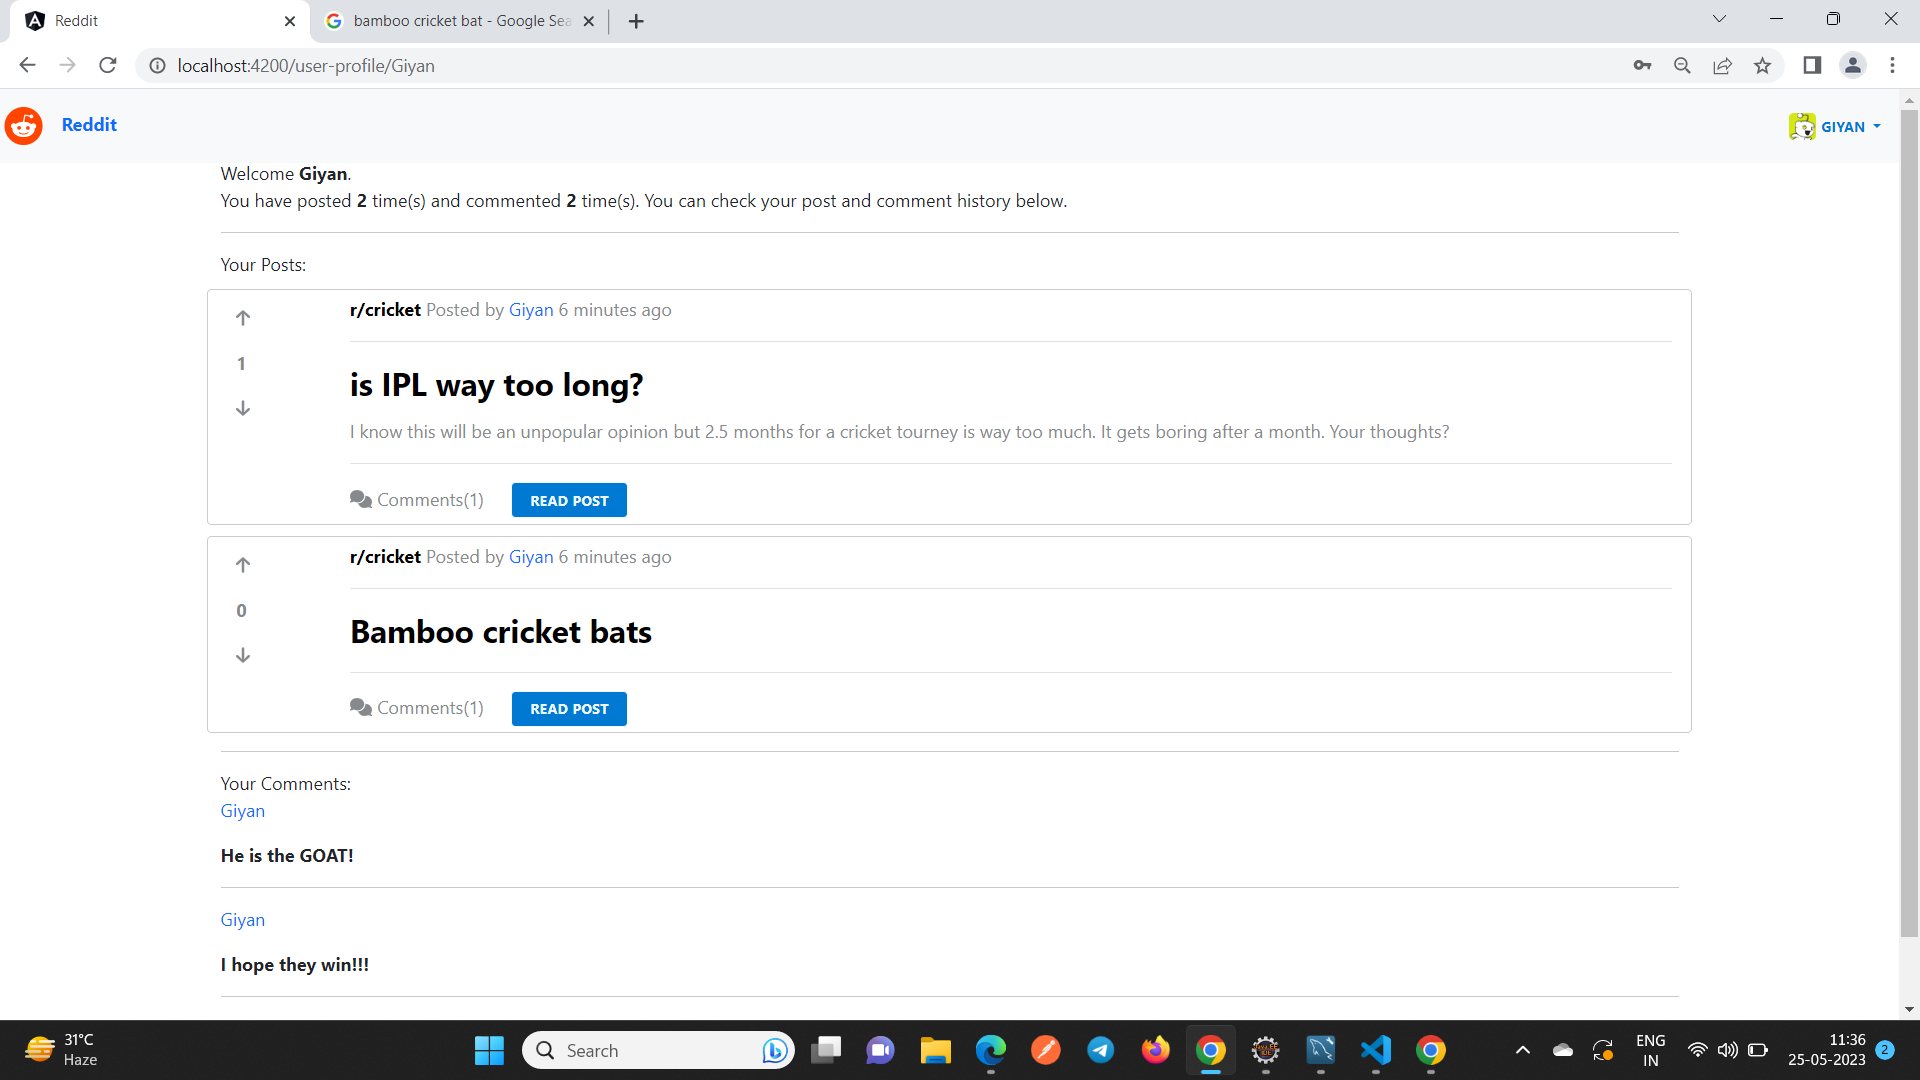 Reddit
bamboo cricket bat - Google Sea
localhost:4200/user-profile/Giyan
Reddit
GIYAN
Welcome Giyan.
You have posted 2 time(s) and commented 2 time(s). You can check your post and comment history below.
Your Posts:
r/cricket Posted by Giyan 6 minutes ago
1
is IPL way too long?
I know this will be an unpopular opinion but 2.5 months for a cricket tourney is way too much. It gets boring after a month. Your thoughts?
Comments(1) READ POST
r/cricket Posted by Giyan 6 minutes ago
0
Bamboo cricket bats
Comments(1) READ POST
Your Comments:
Giyan
He is the GOAT!
Giyan
I hope they win!!!
31°C
Haze
Search
ENG
IN
11:36
25-05-2023
2